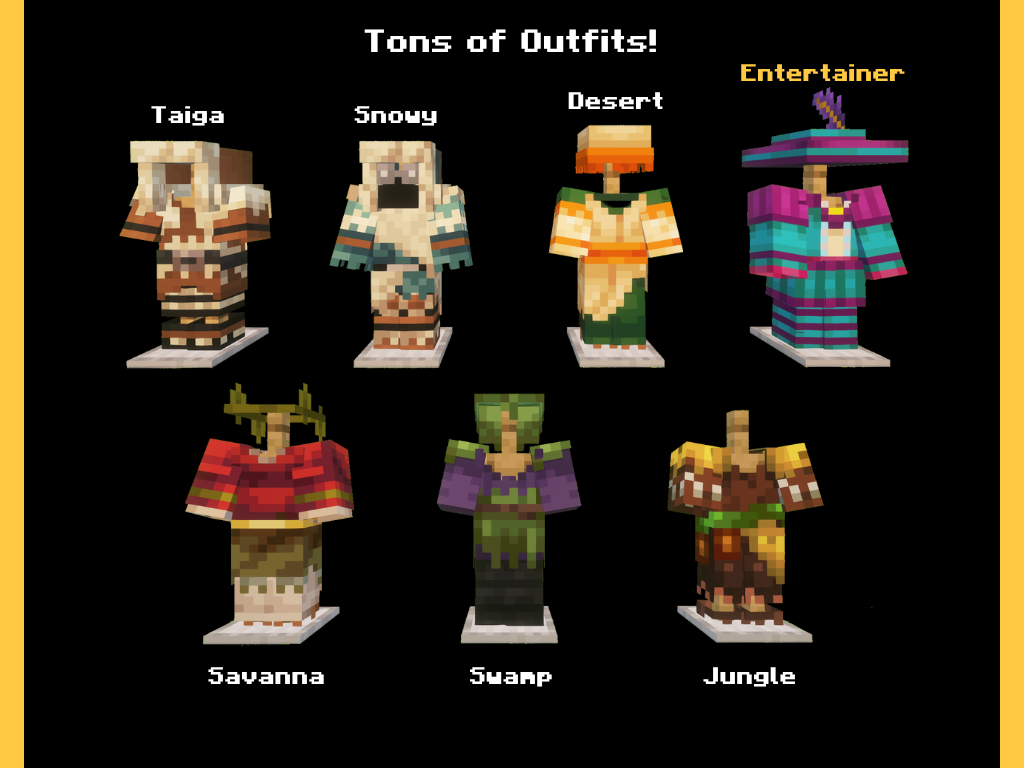 Tons of Outfits!
Entertainer
Desert
Taiga
Snowy
Savanna
Swamp
Jungle